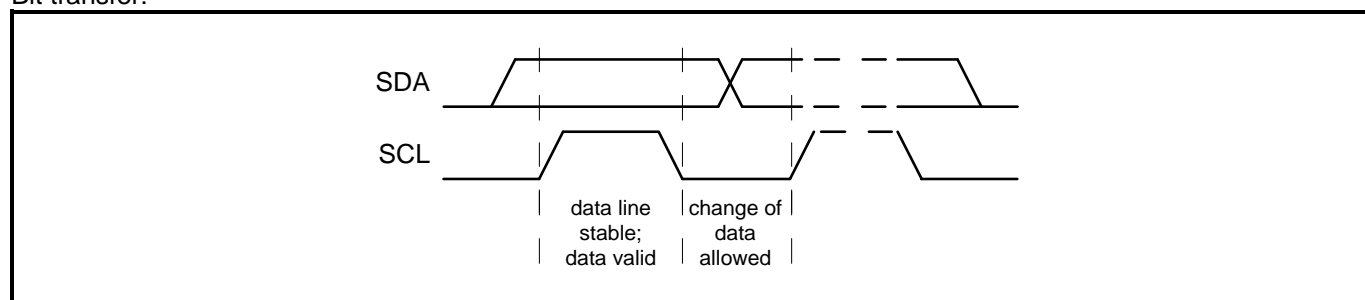 Bit transfer:
SDA
SCL
data line
stable;
data valid
change of
data
allowed